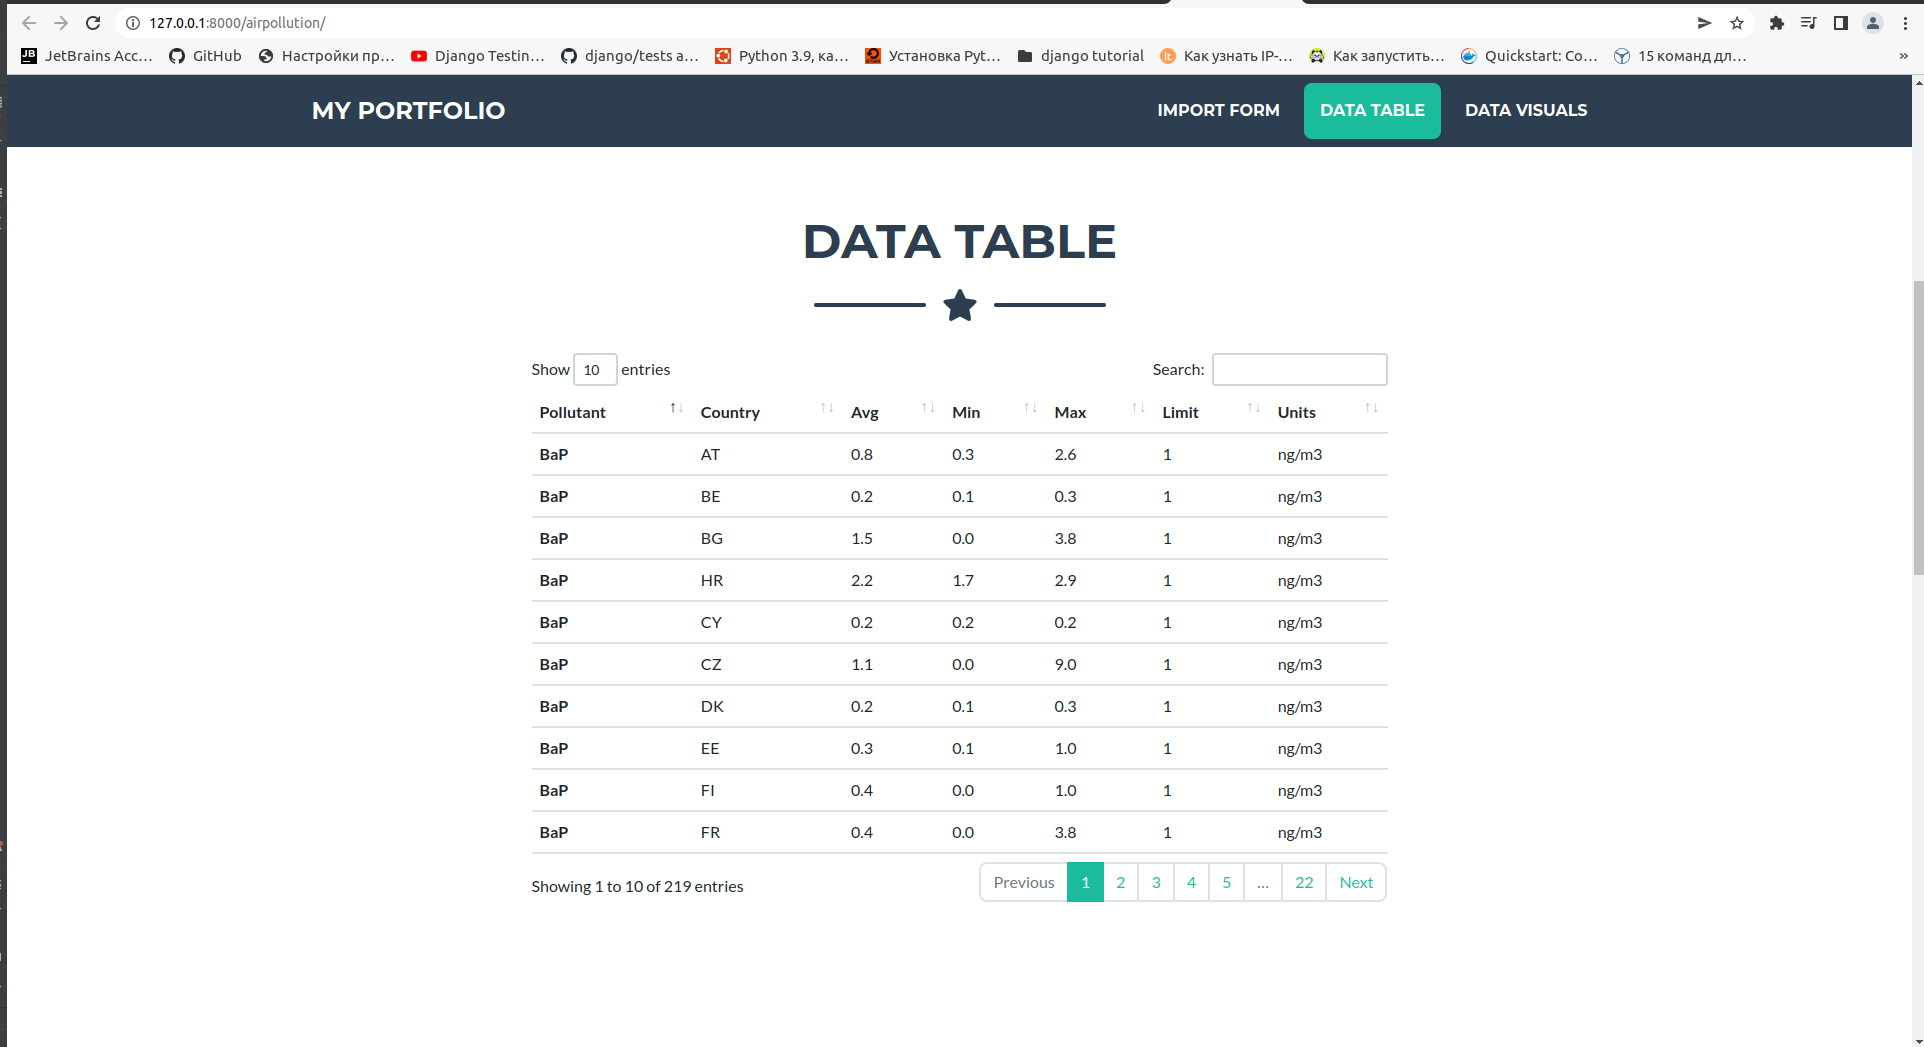 127.0.0.1:8000/airpollution/
JetBrains Acc... GitHub Настройки пр... Django Testin... django/tests a... Python 3.9, ка... Установка Pyt... django tutorial Как узнать IP-... Как запустить... Quickstart: Co... 15 команд дл... »
MY PORTFOLIO IMPORT FORM DATA TABLE DATA VISUALS
DATA TABLE
Show 10 entries Search:
Pollutant Country Avg Min Max Limit Units
BaP AT 0.8 0.3 2.6 1 ng/m3
BaP BE 0.2 0.1 0.3 1 ng/m3
BaP BG 1.5 0.0 3.8 1 ng/m3
BaP HR 2.2 1.7 2.9 1 ng/m3
BaP CY 0.2 0.2 0.2 1 ng/m3
BaP CZ 1.1 0.0 9.0 1 ng/m3
BaP DK 0.2 0.1 0.3 1 ng/m3
BaP EE 0.3 0.1 1.0 1 ng/m3
BaP FI 0.4 0.0 1.0 1 ng/m3
BaP FR 0.4 0.0 3.8 1 ng/m3
Showing 1 to 10 of 219 entries Previous 1 2 3 4 5 ... 22 Next